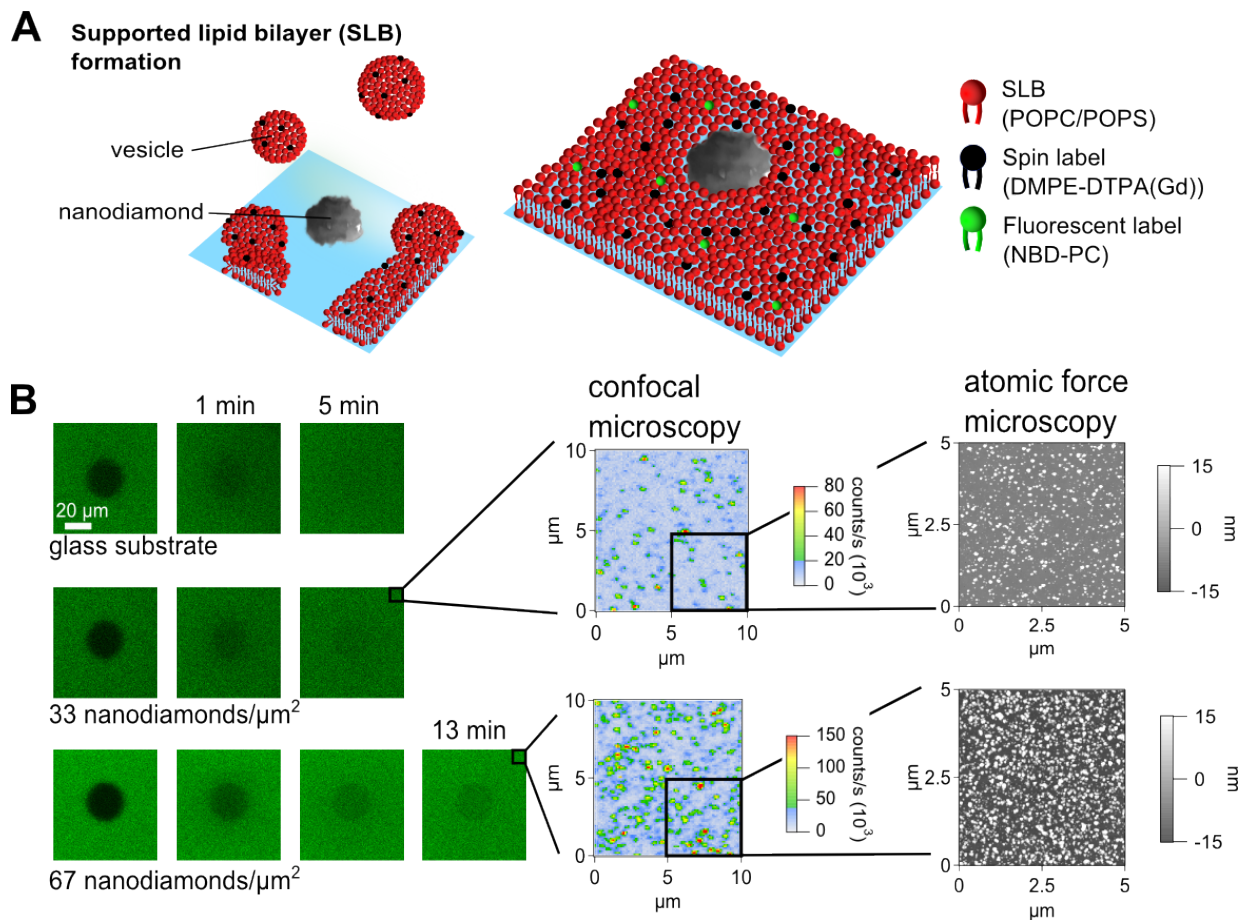 A
Supported lipid bilayer (SLB)
formation
vesicle
nanodiamond
SLB
(POPC/POPS)
Spin label
(DMPE-DTPA(Gd))
Fluorescent label
(NBD-PC)
B
1 min
5 min
20 µm
glass substrate
33 nanodiamonds/µm²
13 min
67 nanodiamonds/µm²
confocal
microscopy
10
5
0
µm
0
5
10
µm
80
60
40
20
0
counts/s (10³)
10
5
0
µm
0
5
10
µm
150
100
50
0
counts/s (10³)
atomic force
microscopy
5
2.5
0
µm
0
2.5
5
µm
15
0
-15
nm
5
2.5
0
µm
0
2.5
5
µm
15
0
-15
nm